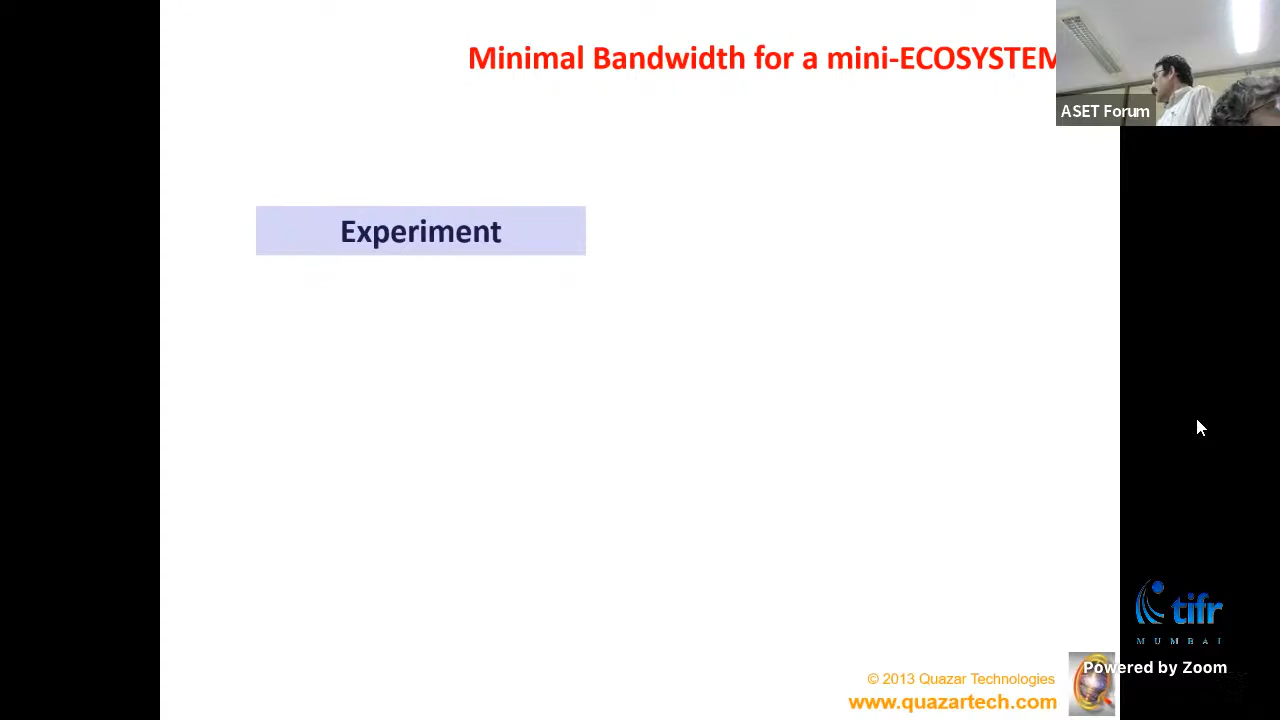 Minimal Bandwidth for a mini-ECOSYSTEM
ASET Forum
Experiment
tifr
MUMBAI
Powered by Zoom
© 2013 Quazar Technologies
www.quazartech.com